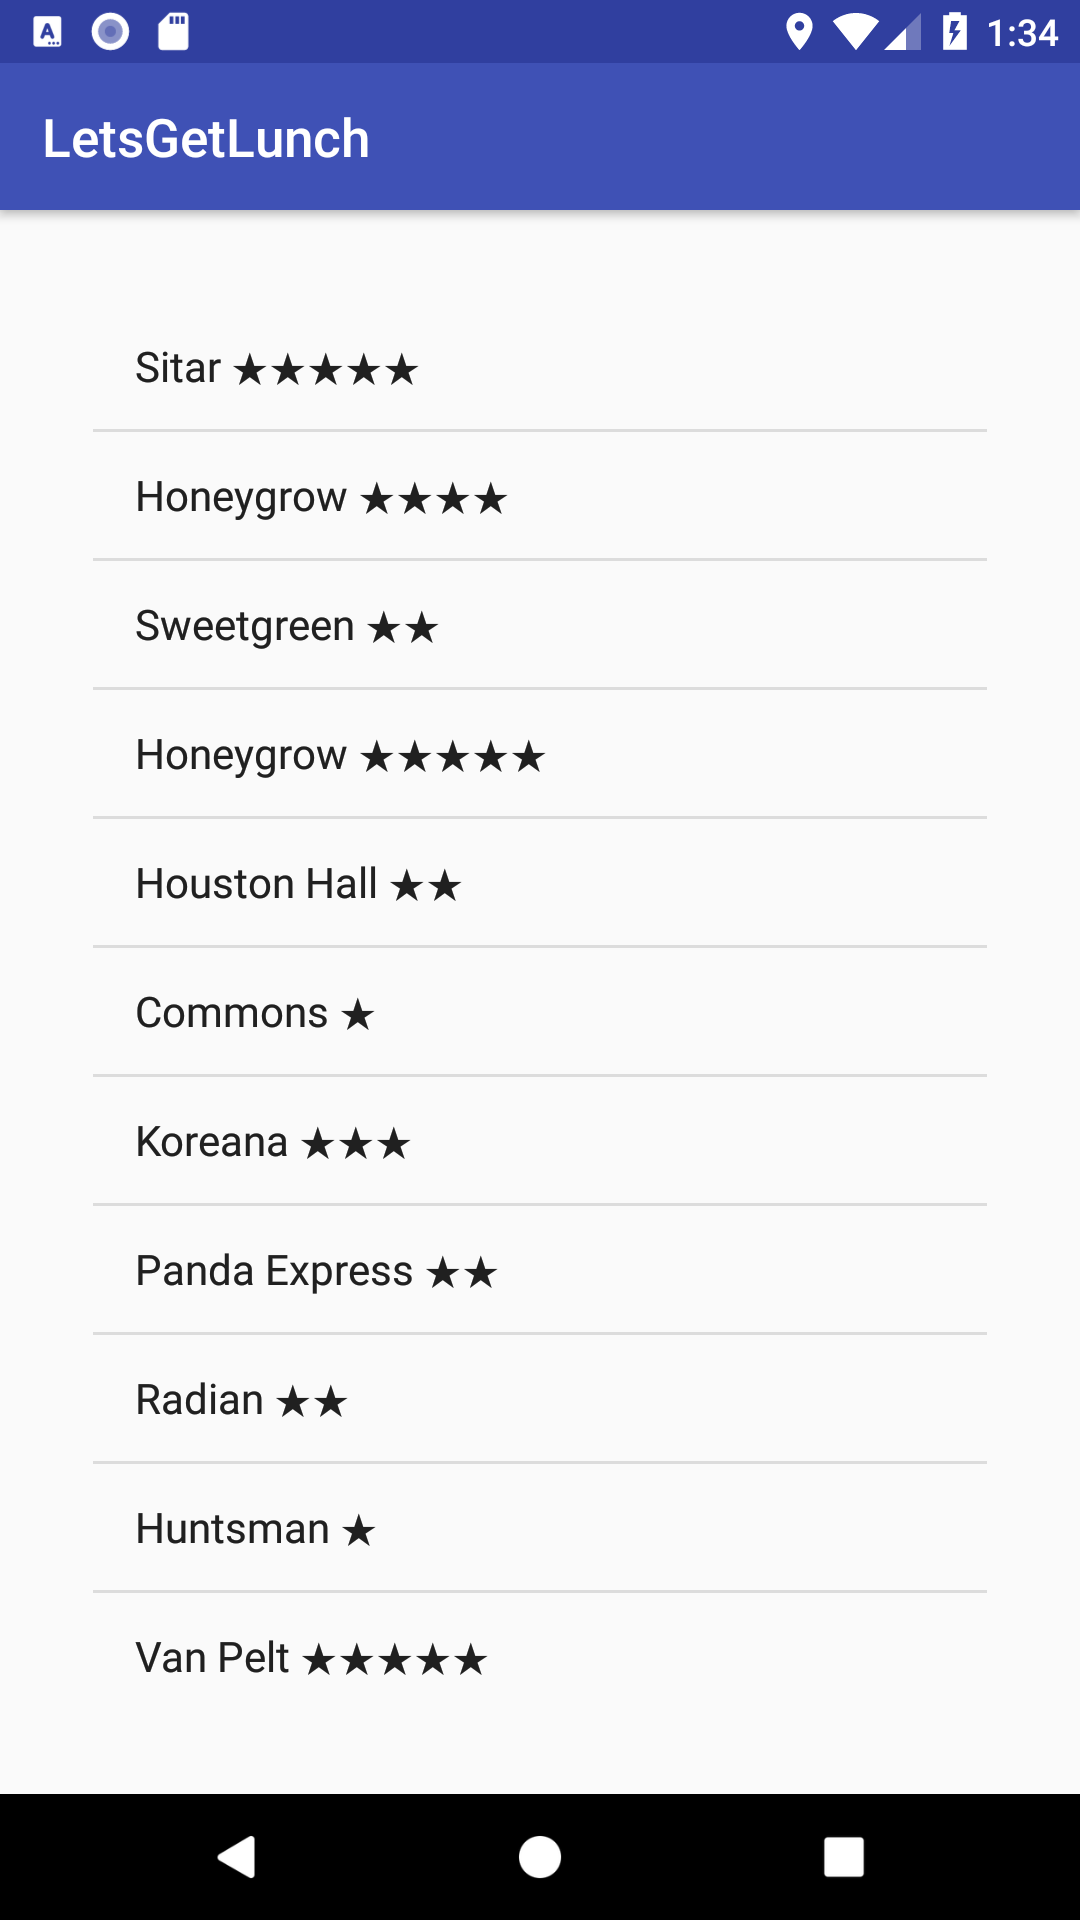 1:34
LetsGetLunch
Sitar ★★★★★
Honeygrow ★★★★
Sweetgreen ★★
Honeygrow ★★★★★
Houston Hall ★★
Commons ★
Koreana ★★★
Panda Express ★★
Radian ★★
Huntsman ★
Van Pelt ★★★★★